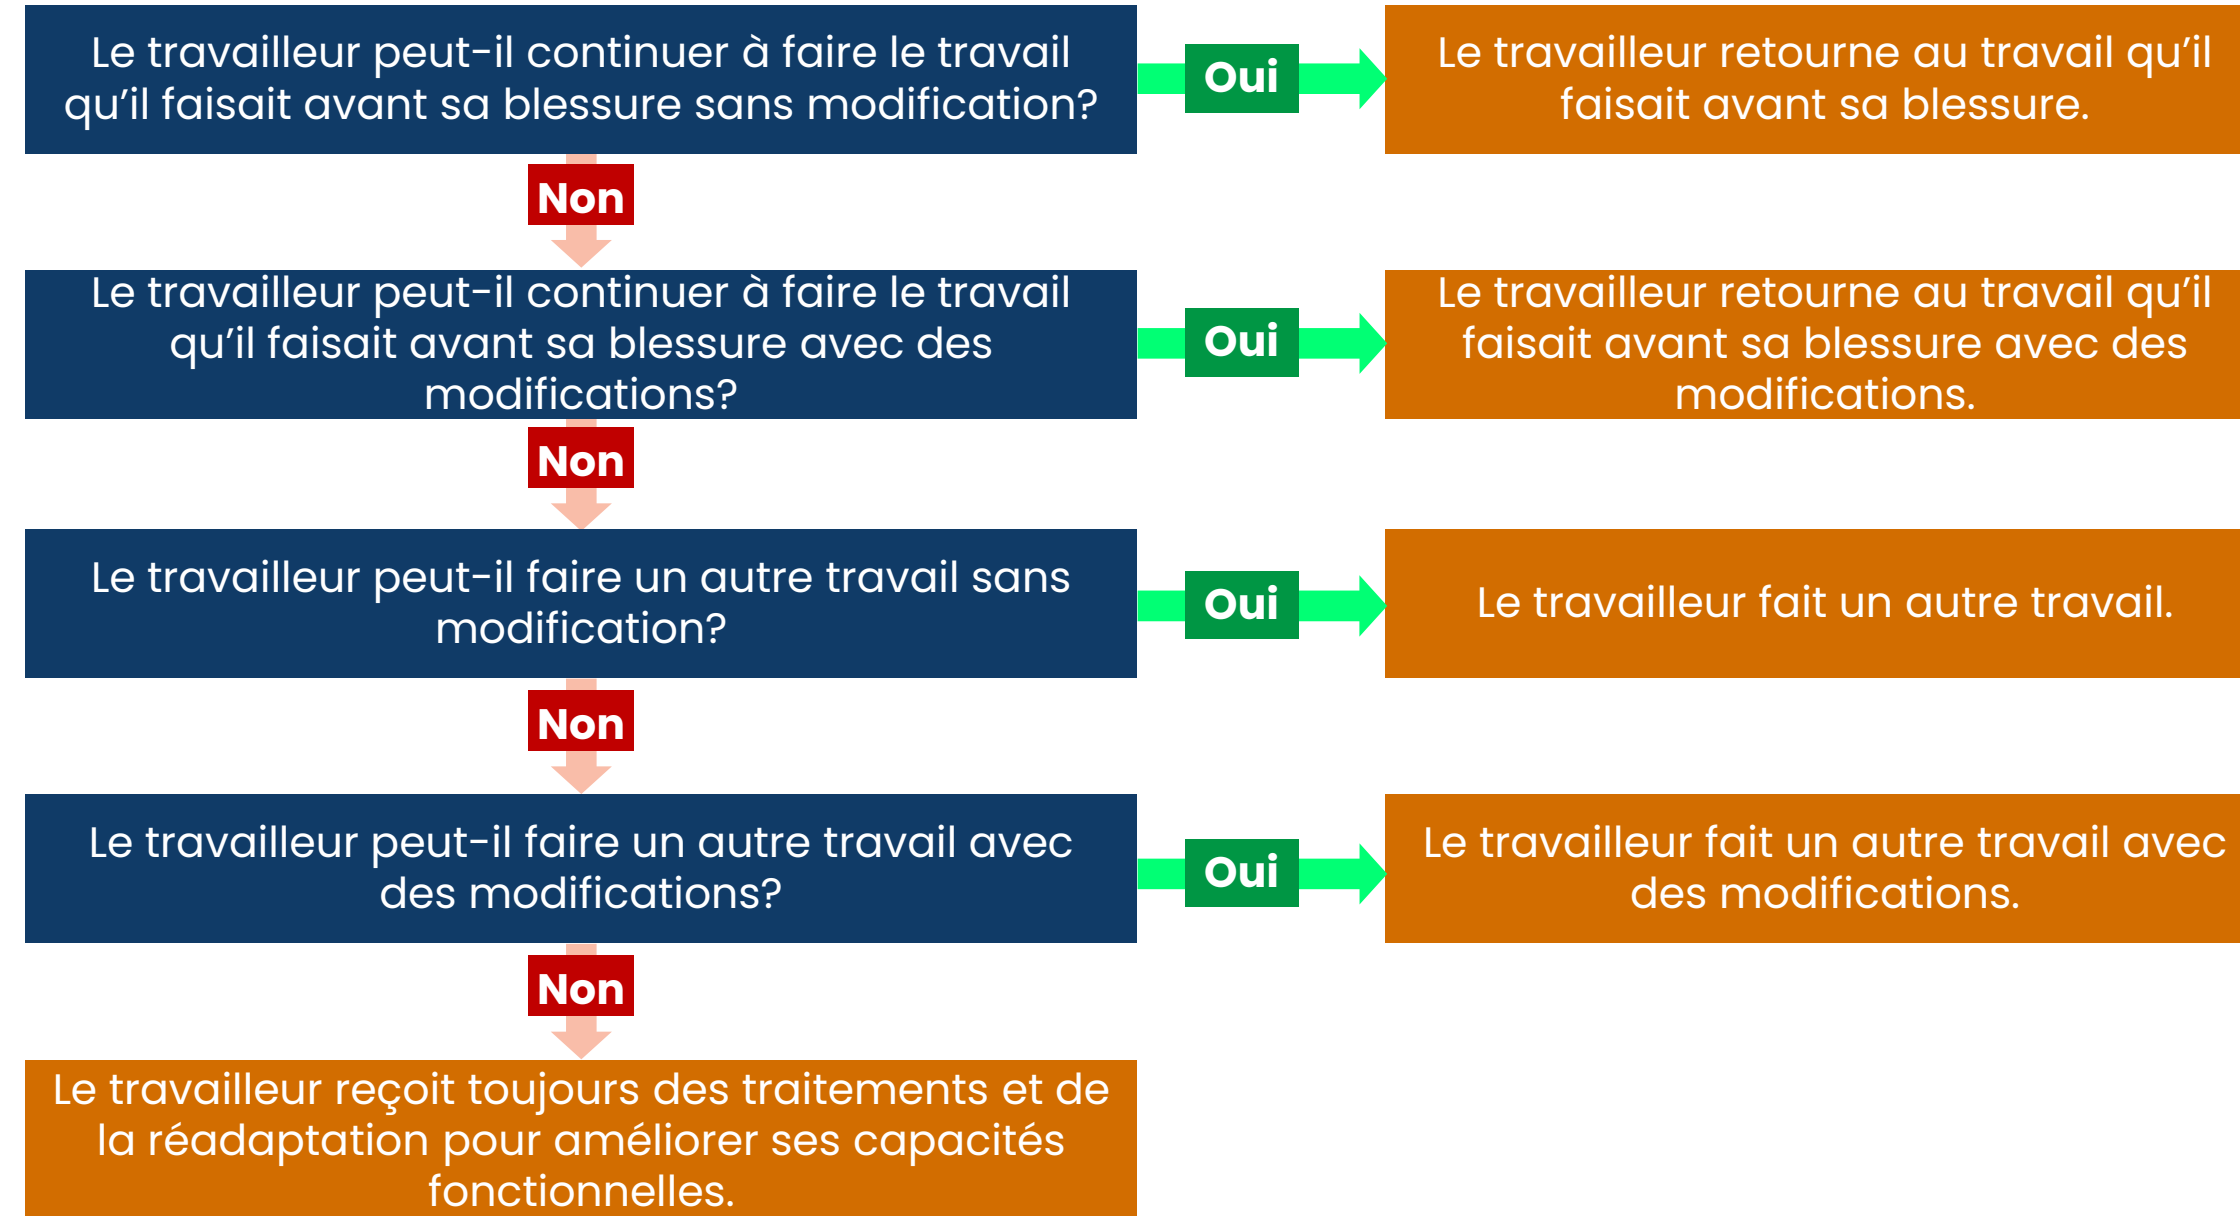 Le travailleur peut-il continuer à faire le travail
qu’il faisait avant sa blessure sans modification?
Oui
Le travailleur retourne au travail qu’il
faisait avant sa blessure.
Non
Le travailleur peut-il continuer à faire le travail
qu’il faisait avant sa blessure avec des
modifications?
Oui
Le travailleur retourne au travail qu’il
faisait avant sa blessure avec des
modifications.
Non
Le travailleur peut-il faire un autre travail sans
modification?
Oui
Le travailleur fait un autre travail.
Non
Le travailleur peut-il faire un autre travail avec
des modifications?
Oui
Le travailleur fait un autre travail avec
des modifications.
Non
Le travailleur reçoit toujours des traitements et de
la réadaptation pour améliorer ses capacités
fonctionnelles.